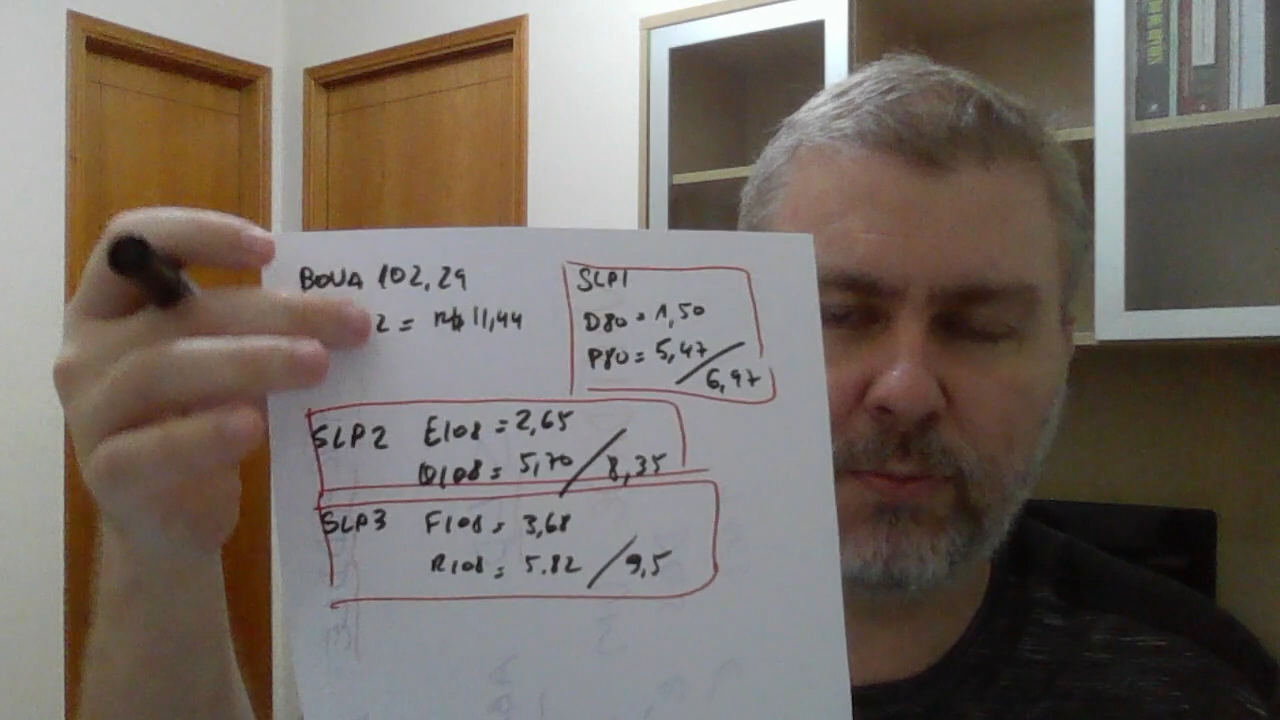 BOVA 102,29
2 = R$ 11,44
SLP1
D80 = 1,50
P80 = 5,47
6,97
SLP2 E108 = 2,65
Q108 = 5,70 / 8,35
SLP3 F108 = 3,68
R108 = 5.82 / 9,5